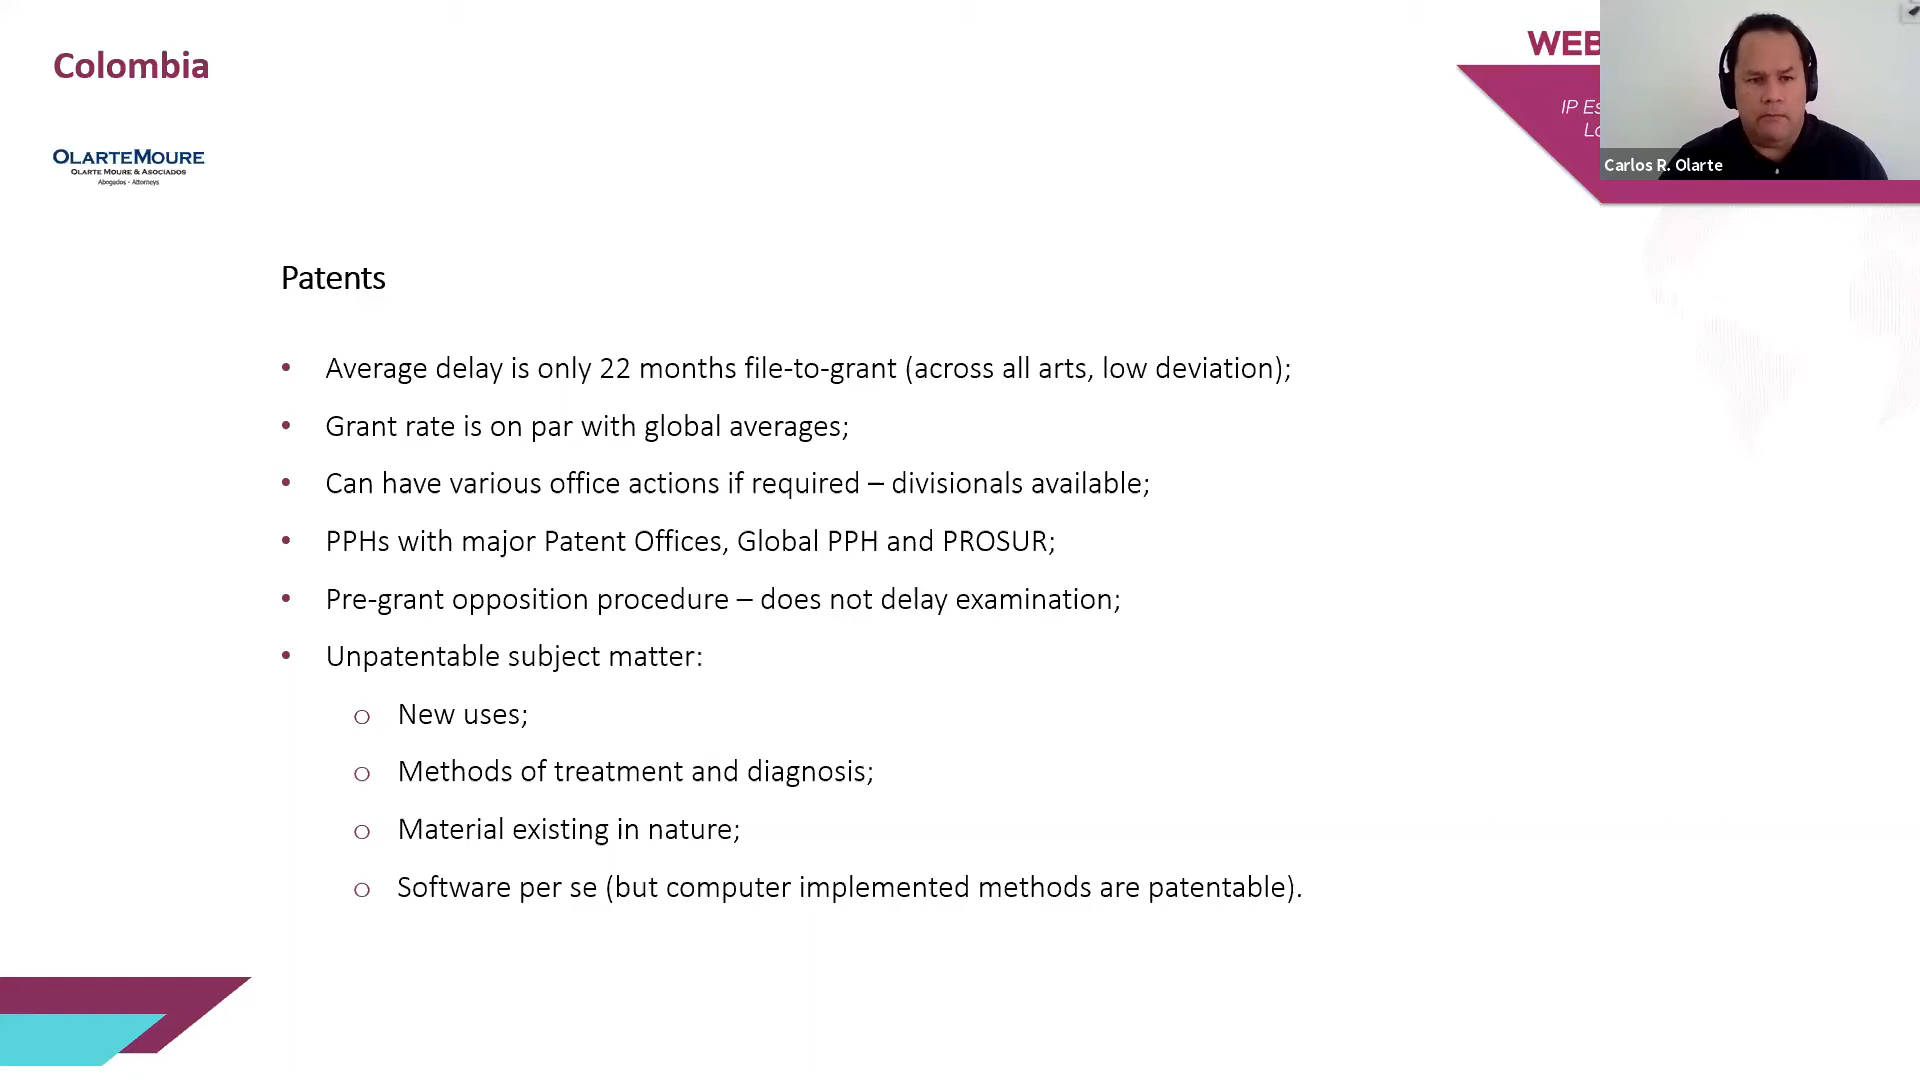 Colombia
WEB
IP Es
Lo
Carlos R. Olarte
OLARTEMOURE
OLARTE MOURE & ASOCIADOS
Abogados - Attorneys
Patents
• Average delay is only 22 months file-to-grant (across all arts, low deviation);
• Grant rate is on par with global averages;
• Can have various office actions if required – divisionals available;
• PPHs with major Patent Offices, Global PPH and PROSUR;
• Pre-grant opposition procedure – does not delay examination;
• Unpatentable subject matter:
o New uses;
o Methods of treatment and diagnosis;
o Material existing in nature;
o Software per se (but computer implemented methods are patentable).